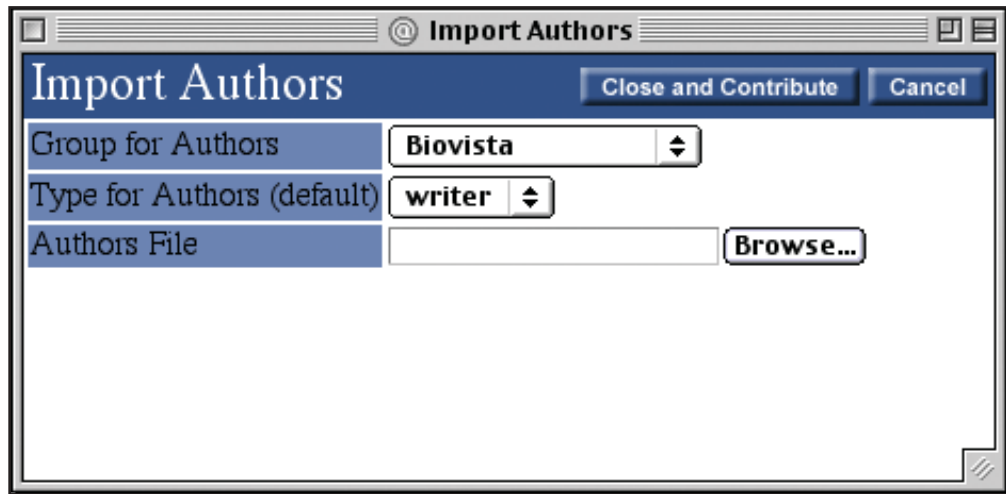 Import Authors
Import Authors Close and Contribute Cancel
Group for Authors Biovista
Type for Authors (default) writer
Authors File Browse...